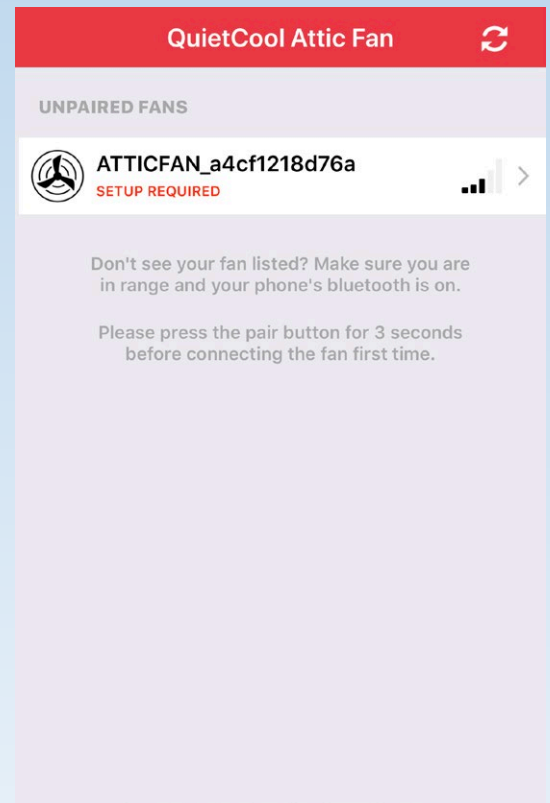 QuietCool Attic Fan
UNPAIRED FANS
ATTICFAN_a4cf1218d76a
SETUP REQUIRED
Don't see your fan listed? Make sure you are
in range and your phone's bluetooth is on.
Please press the pair button for 3 seconds
before connecting the fan first time.